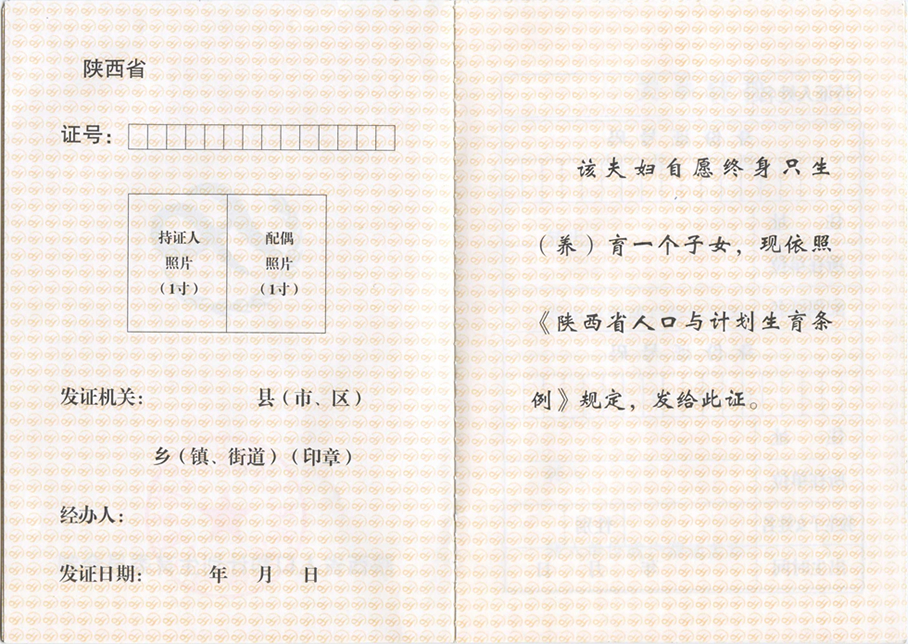 陕西省
证号：
持证人
照片
（1寸）
配偶
照片
（1寸）
发证机关：　　　　　县（市、区）
乡（镇、街道）（印章）
经办人：
发证日期：　　　年　月　日
该夫妇自愿终身只生
（养）育一个子女，现依照
《陕西省人口与计划生育条
例》规定，发给此证。